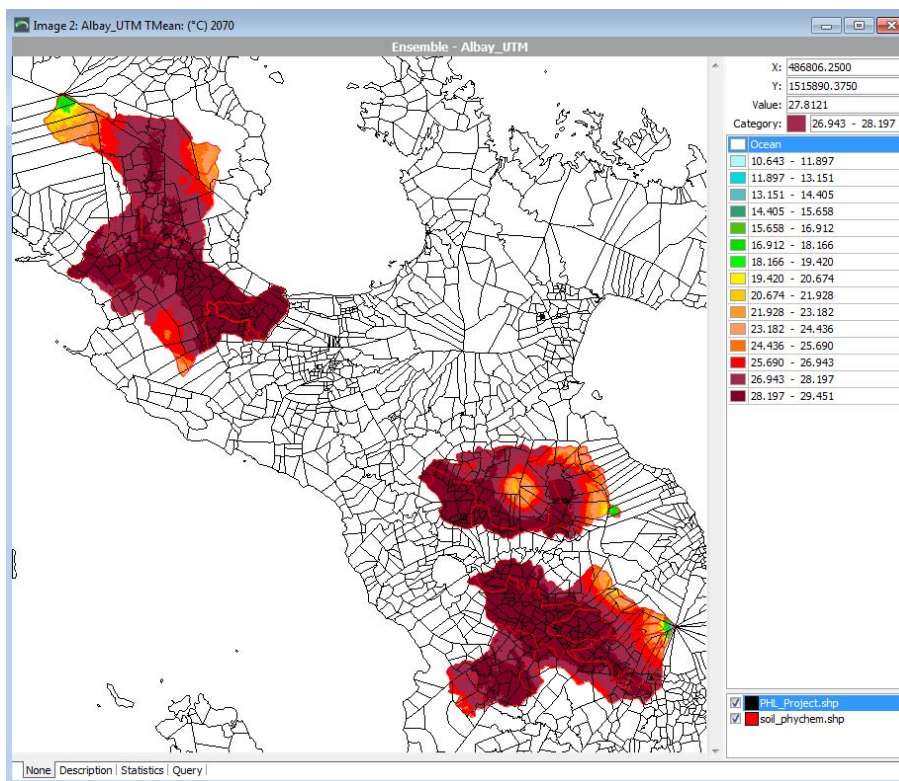 Image 2: Albay_UTM TMean: (°C) 2070
Ensemble - Albay_UTM
X: 486806.2500
Y: 1515890.3750
Value: 27.8121
Category: 26.943 - 28.197
Ocean
10.643 - 11.897
11.897 - 13.151
13.151 - 14.405
14.405 - 15.658
15.658 - 16.912
16.912 - 18.166
18.166 - 19.420
19.420 - 20.674
20.674 - 21.928
21.928 - 23.182
23.182 - 24.436
24.436 - 25.690
25.690 - 26.943
26.943 - 28.197
28.197 - 29.451
PHL_Project.shp
soil_phychem.shp
None Description Statistics Query